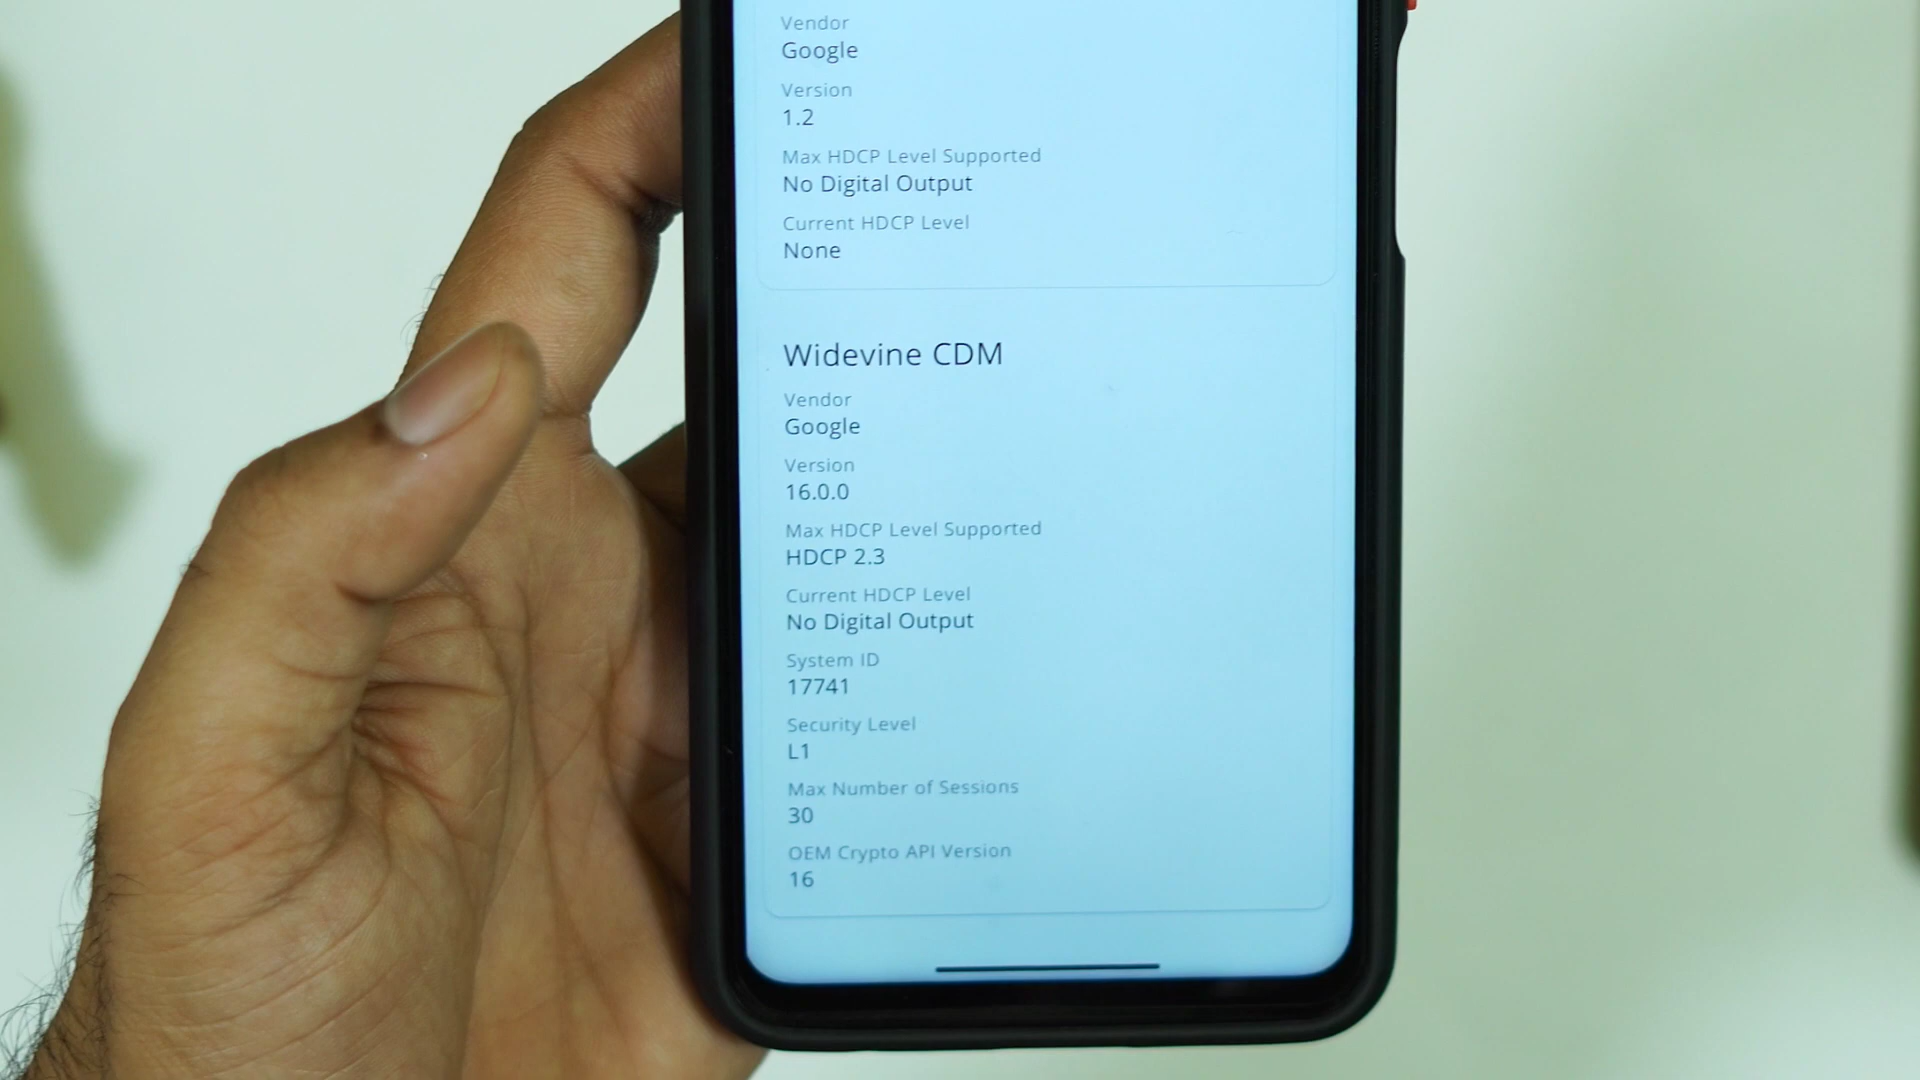 Vendor
Google
Version
1.2
Max HDCP Level Supported
No Digital Output
Current HDCP Level
None
Widevine CDM
Vendor
Google
Version
16.0.0
Max HDCP Level Supported
HDCP 2.3
Current HDCP Level
No Digital Output
System ID
17741
Security Level
L1
Max Number of Sessions
30
OEM Crypto API Version
16